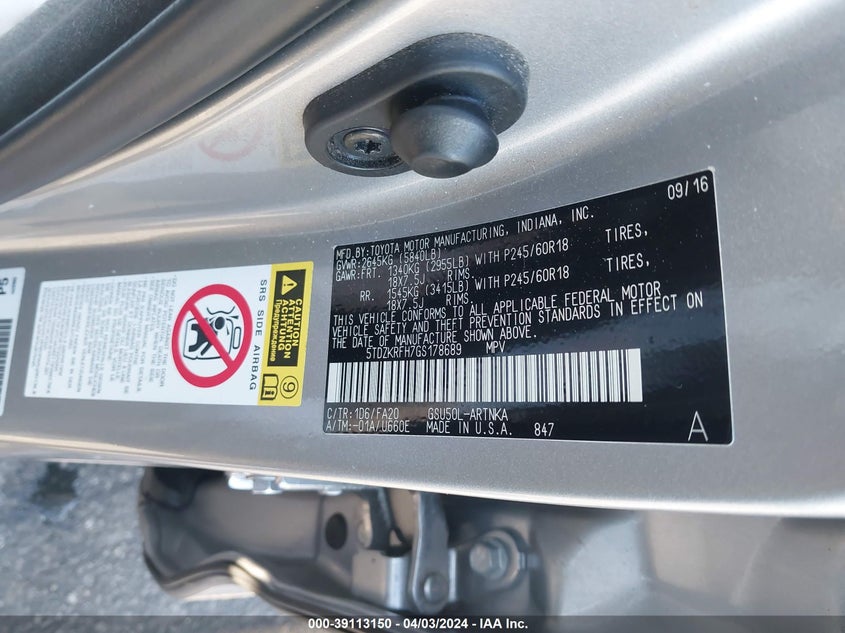 09/16
MFD.BY:TOYOTA MOTOR MANUFACTURING, INDIANA, INC.
GVWR:2645KG (5840LB)
GAWR:FRT. 1340KG (2955LB) WITH P245/60R18 TIRES,
18X7.5J RIMS.
RR. 1545KG (3415LB) WITH P245/60R18 TIRES,
18X7.5J RIMS.
THIS VEHICLE CONFORMS TO ALL APPLICABLE FEDERAL MOTOR
VEHICLE SAFETY AND THEFT PREVENTION STANDARDS IN EFFECT ON
THE DATE OF MANUFACTURE SHOWN ABOVE.
5TDZKRFH7GS178689 MPV
C/TR:1D6/FA20 GSU50L-ARTNKA
A/TM:-01A/U660E MADE IN U.S.A. 847
A
SRS SIDE AIRBAG
CAUTION
ATTENTION
ACHTUNG
Предупреждение
9
000-39113150 - 04/03/2024 - IAA Inc.